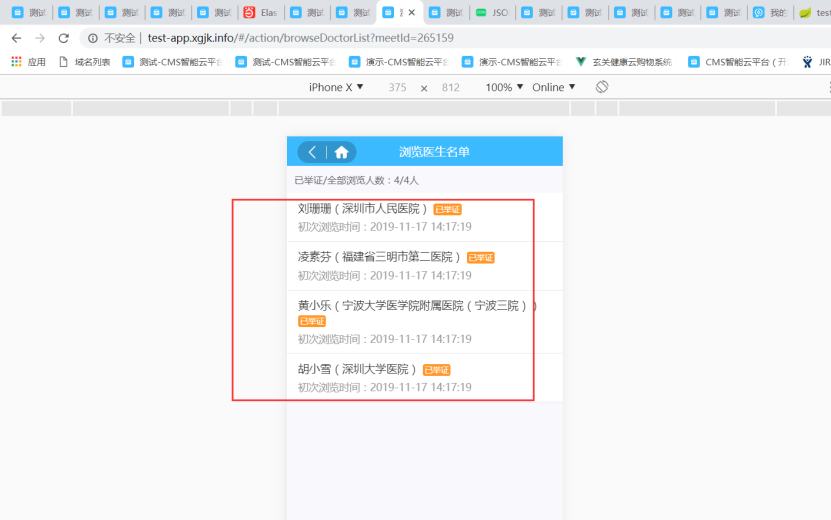 测试 测试 测试 测试 测试 Elas 测试 测试 测试 JSO 测试 测试 测试 测试 测试 我的 test
不安全 | test-app.xgjk.info/#/action/browseDoctorList?meetId=265159
应用 域名列表 测试-CMS智能云平台 测试-CMS智能云平台 演示-CMS智能云平台 演示-CMS智能云平台 玄关健康云购物系统 CMS智能云平台（开 JIR
iPhone X ▼ 375 × 812 100% ▼ Online ▼
浏览医生名单
已举证/全部浏览人数：4/4人
刘珊珊（深圳市人民医院） 已举证
初次浏览时间：2019-11-17 14:17:19
凌素芬（福建省三明市第二医院） 已举证
初次浏览时间：2019-11-17 14:17:19
黄小乐（宁波大学医学院附属医院（宁波三院））
已举证
初次浏览时间：2019-11-17 14:17:19
胡小雪（深圳大学医院） 已举证
初次浏览时间：2019-11-17 14:17:19